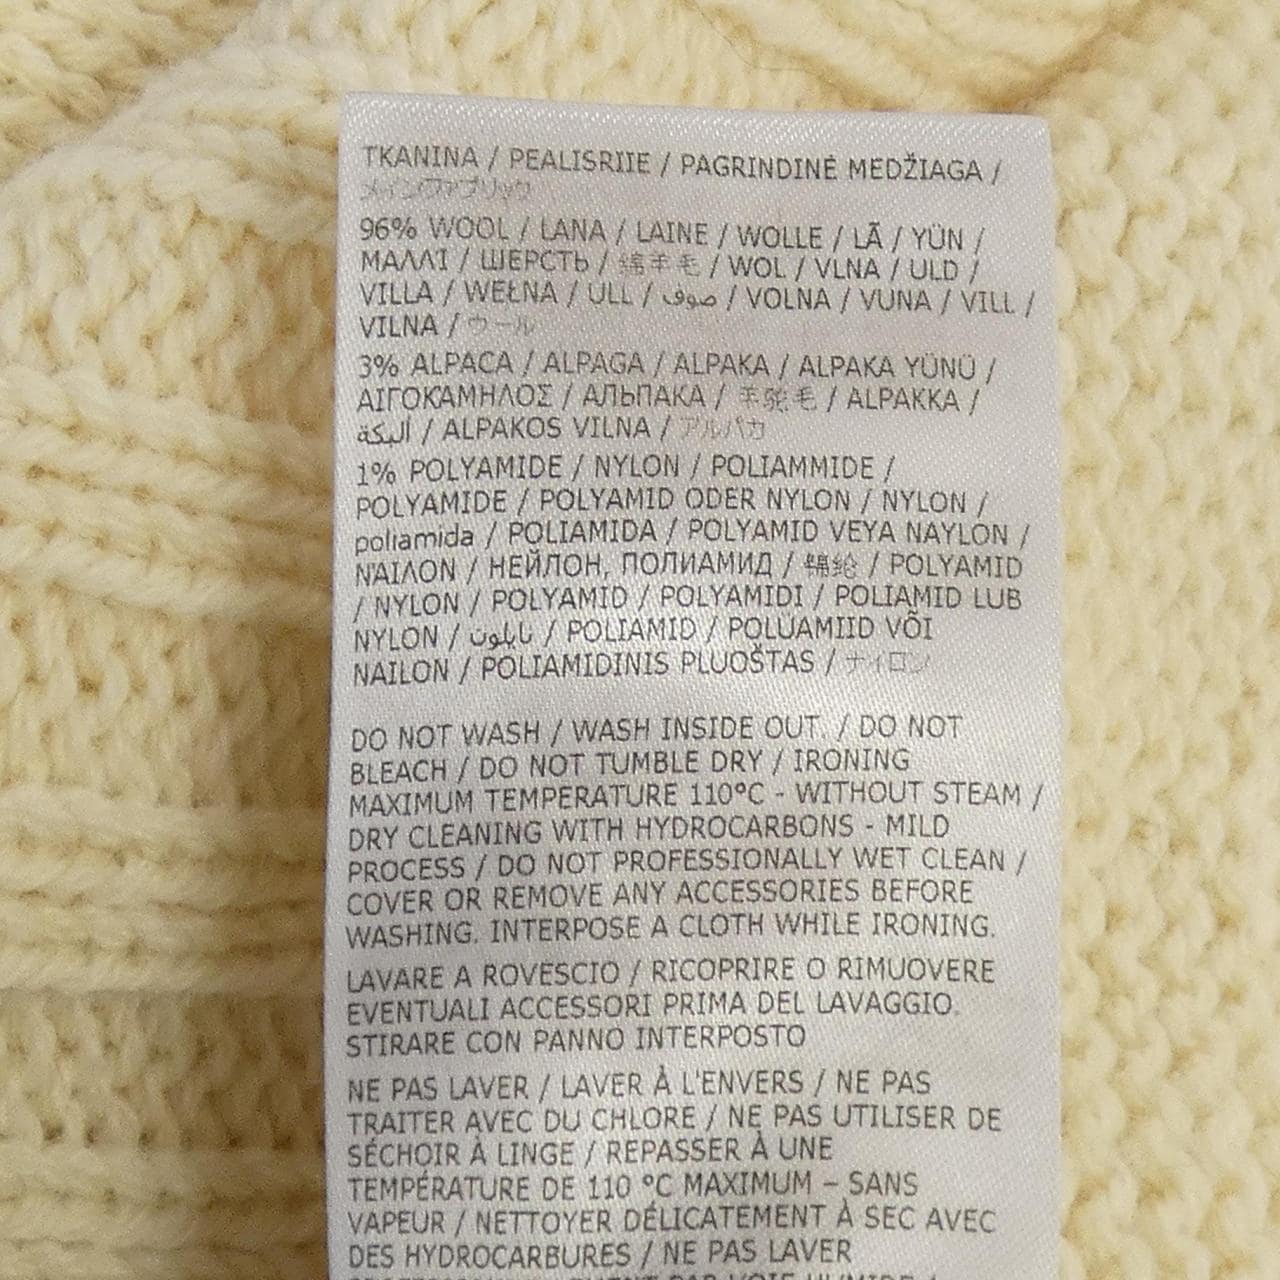 TKANINA / PEALISRIIE / PAGRINDINĖ MEDŽIAGA /
メインファブリック
96% WOOL / LANA / LAINE / WOLLE / LÃ / YÜN /
ΜΑΛΛΊ / ШЕРСТЬ / 绵羊毛 / WOL / VLNA / ULD /
VILLA / WEŁNA / ULL / صوف / VOLNA / VUNA / VILL /
VILNA / ウール
3% ALPACA / ALPAGA / ALPAKA / ALPAKA YÜNÜ /
ΑΙΓΟΚΑΜΗΛΟΣ / АЛЬПАКА / 羊驼毛 / ALPAKKA /
ألبكة / ALPAKOS VILNA / アルパカ
1% POLYAMIDE / NYLON / POLIAMMIDE /
POLYAMIDE / POLYAMID ODER NYLON / NYLON /
poliamida / POLIAMIDA / POLYAMID VEYA NAYLON /
ΝΆΙΛΟΝ / НЕЙЛОН, ПОЛИАМИД / 锦纶 / POLYAMID
/ NYLON / POLYAMID / POLYAMIDI / POLIAMID LUB
NYLON / نايلون / POLIAMID / POLÜAMIID VÕI
NAILON / POLIAMIDINIS PLUOŠTAS / ナイロン
DO NOT WASH / WASH INSIDE OUT. / DO NOT
BLEACH / DO NOT TUMBLE DRY / IRONING
MAXIMUM TEMPERATURE 110ºC - WITHOUT STEAM /
DRY CLEANING WITH HYDROCARBONS - MILD
PROCESS / DO NOT PROFESSIONALLY WET CLEAN /
COVER OR REMOVE ANY ACCESSORIES BEFORE
WASHING. INTERPOSE A CLOTH WHILE IRONING.
LAVARE A ROVESCIO / RICOPRIRE O RIMUOVERE
EVENTUALI ACCESSORI PRIMA DEL LAVAGGIO.
STIRARE CON PANNO INTERPOSTO
NE PAS LAVER / LAVER À L'ENVERS / NE PAS
TRAITER AVEC DU CHLORE / NE PAS UTILISER DE
SÉCHOIR À LINGE / REPASSER À UNE
TEMPÉRATURE DE 110 ºC MAXIMUM – SANS
VAPEUR / NETTOYER DÉLICATEMENT À SEC AVEC
DES HYDROCARBURES / NE PAS LAVER